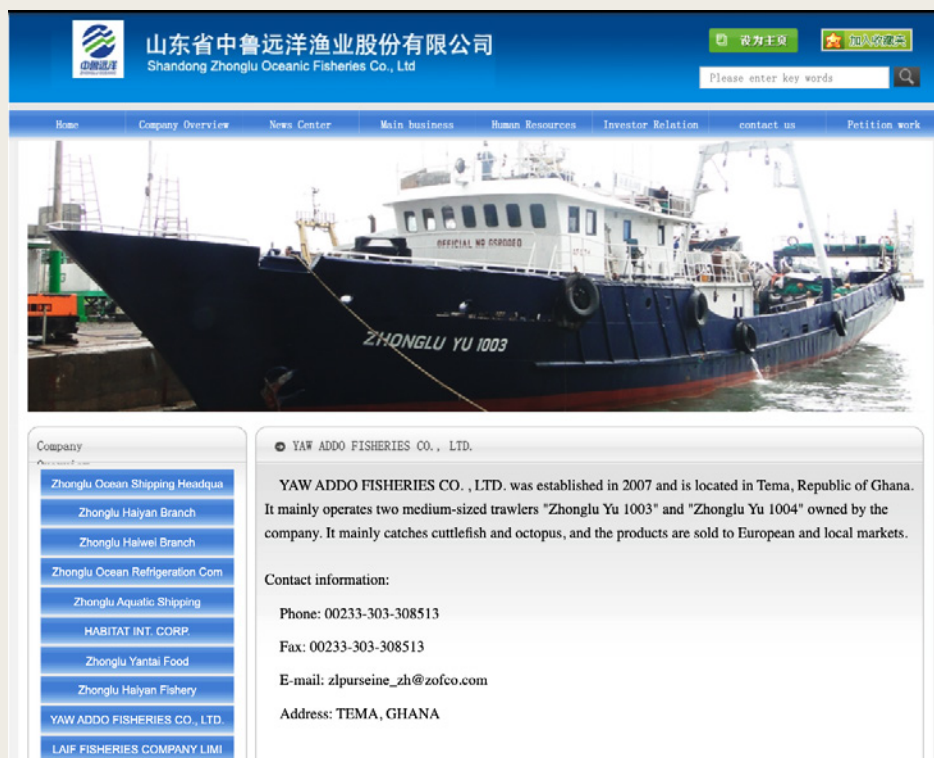 中鲁远洋
山东省中鲁远洋渔业股份有限公司
Shandong Zhonglu Oceanic Fisheries Co., Ltd
设为主页
加入收藏夹
Please enter key words
Home Company Overview News Center Main business Human Resources Investor Relation contact us Petition work
OFFICIAL NR
ZHONGLU YU 1003
Company
YAW ADDO FISHERIES CO., LTD.
Zhonglu Ocean Shipping Headqua
Zhonglu Haiyan Branch
Zhonglu Haiwei Branch
Zhonglu Ocean Refrigeration Com
Zhonglu Aquatic Shipping
HABITAT INT. CORP.
Zhonglu Yantai Food
Zhonglu Haiyan Fishery
YAW ADDO FISHERIES CO., LTD.
LAIF FISHERIES COMPANY LIMI
YAW ADDO FISHERIES CO. , LTD. was established in 2007 and is located in Tema, Republic of Ghana.
It mainly operates two medium-sized trawlers "Zhonglu Yu 1003" and "Zhonglu Yu 1004" owned by the
company. It mainly catches cuttlefish and octopus, and the products are sold to European and local markets.
Contact information:
Phone: 00233-303-308513
Fax: 00233-303-308513
E-mail: zlpurseine_zh@zofco.com
Address: TEMA, GHANA